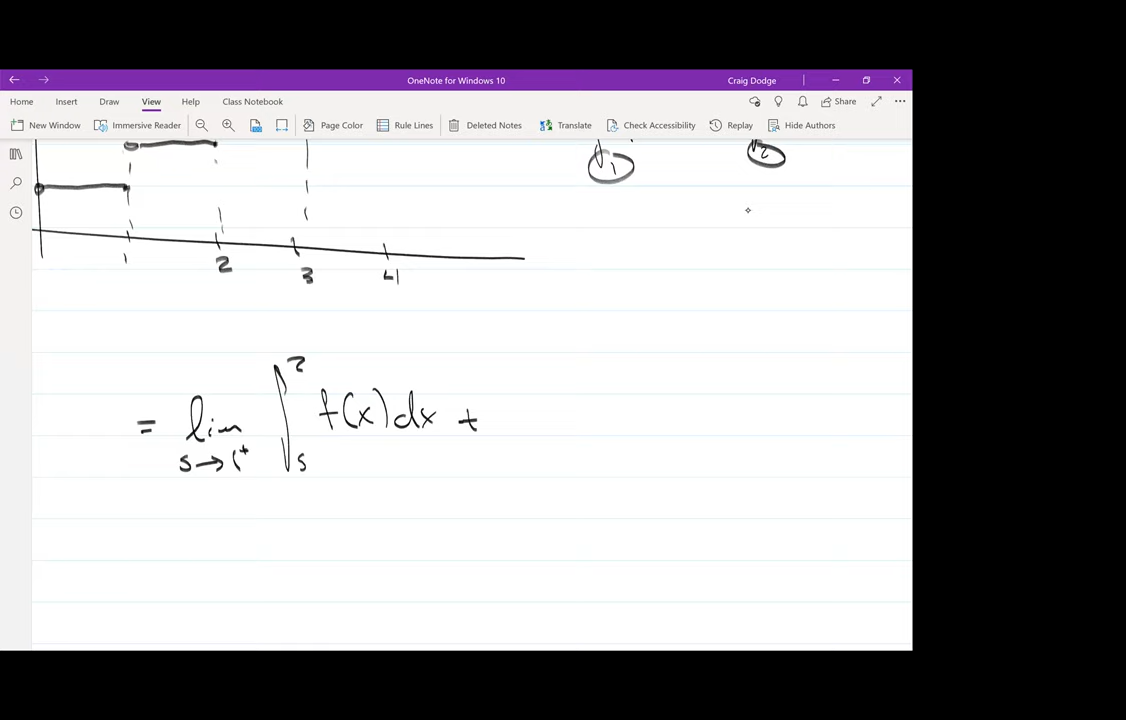 OneNote for Windows 10
Craig Dodge
Home Insert Draw View Help Class Notebook
Share
New Window Immersive Reader Page Color Rule Lines Deleted Notes Translate Check Accessibility Replay Hide Authors
1 2
1 2 3 4
= lim ∫ f(x)dx +
2
s→1⁺ s